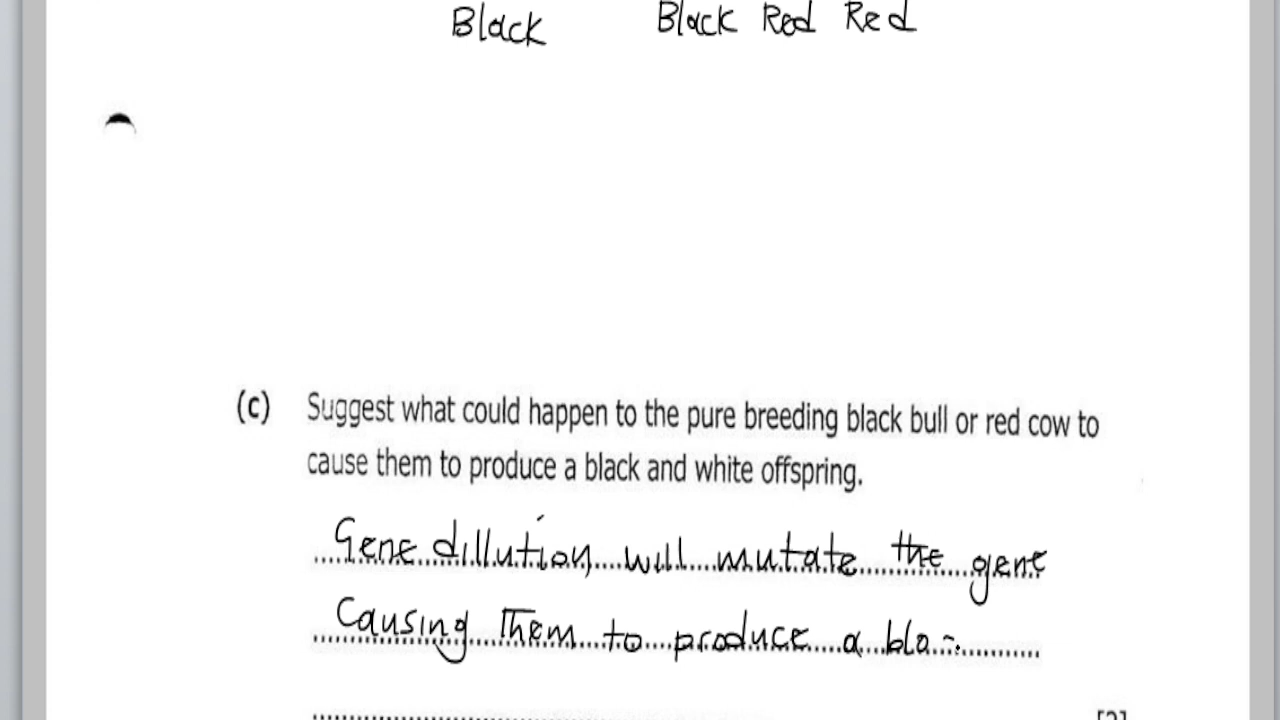 Black Black Red Red
(c) Suggest what could happen to the pure breeding black bull or red cow to
cause them to produce a black and white offspring.
Gene dillution, will mutate the gene
Causing them to produce a bla